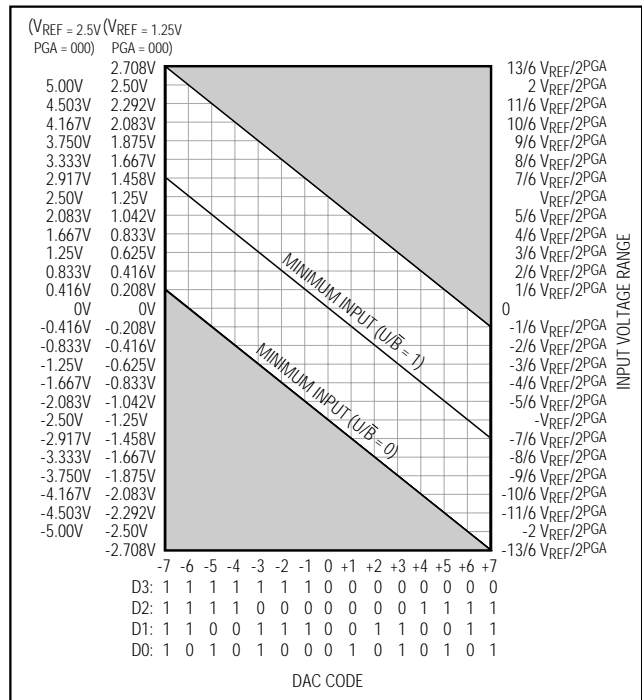 (VREF = 2.5V (VREF = 1.25V
PGA = 000) PGA = 000)
2.708V 13/6 VREF/2PGA
5.00V 2.50V 2 VREF/2PGA
4.503V 2.292V 11/6 VREF/2PGA
4.167V 2.083V 10/6 VREF/2PGA
3.750V 1.875V 9/6 VREF/2PGA
3.333V 1.667V 8/6 VREF/2PGA
2.917V 1.458V 7/6 VREF/2PGA
2.50V 1.25V VREF/2PGA
2.083V 1.042V 5/6 VREF/2PGA
1.667V 0.833V 4/6 VREF/2PGA
1.25V 0.625V 3/6 VREF/2PGA
0.833V 0.416V 2/6 VREF/2PGA
0.416V 0.208V 1/6 VREF/2PGA
0V 0V 0
-0.416V -0.208V -1/6 VREF/2PGA
-0.833V -0.416V -2/6 VREF/2PGA
-1.25V -0.625V -3/6 VREF/2PGA
-1.667V -0.833V -4/6 VREF/2PGA
-2.083V -1.042V -5/6 VREF/2PGA
-2.50V -1.25V -VREF/2PGA
-2.917V -1.458V -7/6 VREF/2PGA
-3.333V -1.667V -8/6 VREF/2PGA
-3.750V -1.875V -9/6 VREF/2PGA
-4.167V -2.083V -10/6 VREF/2PGA
-4.503V -2.292V -11/6 VREF/2PGA
-5.00V -2.50V -2 VREF/2PGA
-2.708V -13/6 VREF/2PGA
MINIMUM INPUT (U/B̅ = 1)
MINIMUM INPUT (U/B̅ = 0)
INPUT VOLTAGE RANGE
-7 -6 -5 -4 -3 -2 -1 0 +1 +2 +3 +4 +5 +6 +7
D3: 1 1 1 1 1 1 1 0 0 0 0 0 0 0 0
D2: 1 1 1 1 0 0 0 0 0 0 0 1 1 1 1
D1: 1 1 0 0 1 1 1 0 0 1 1 0 0 1 1
D0: 1 0 1 0 1 0 0 0 1 0 1 0 1 0 1
DAC CODE